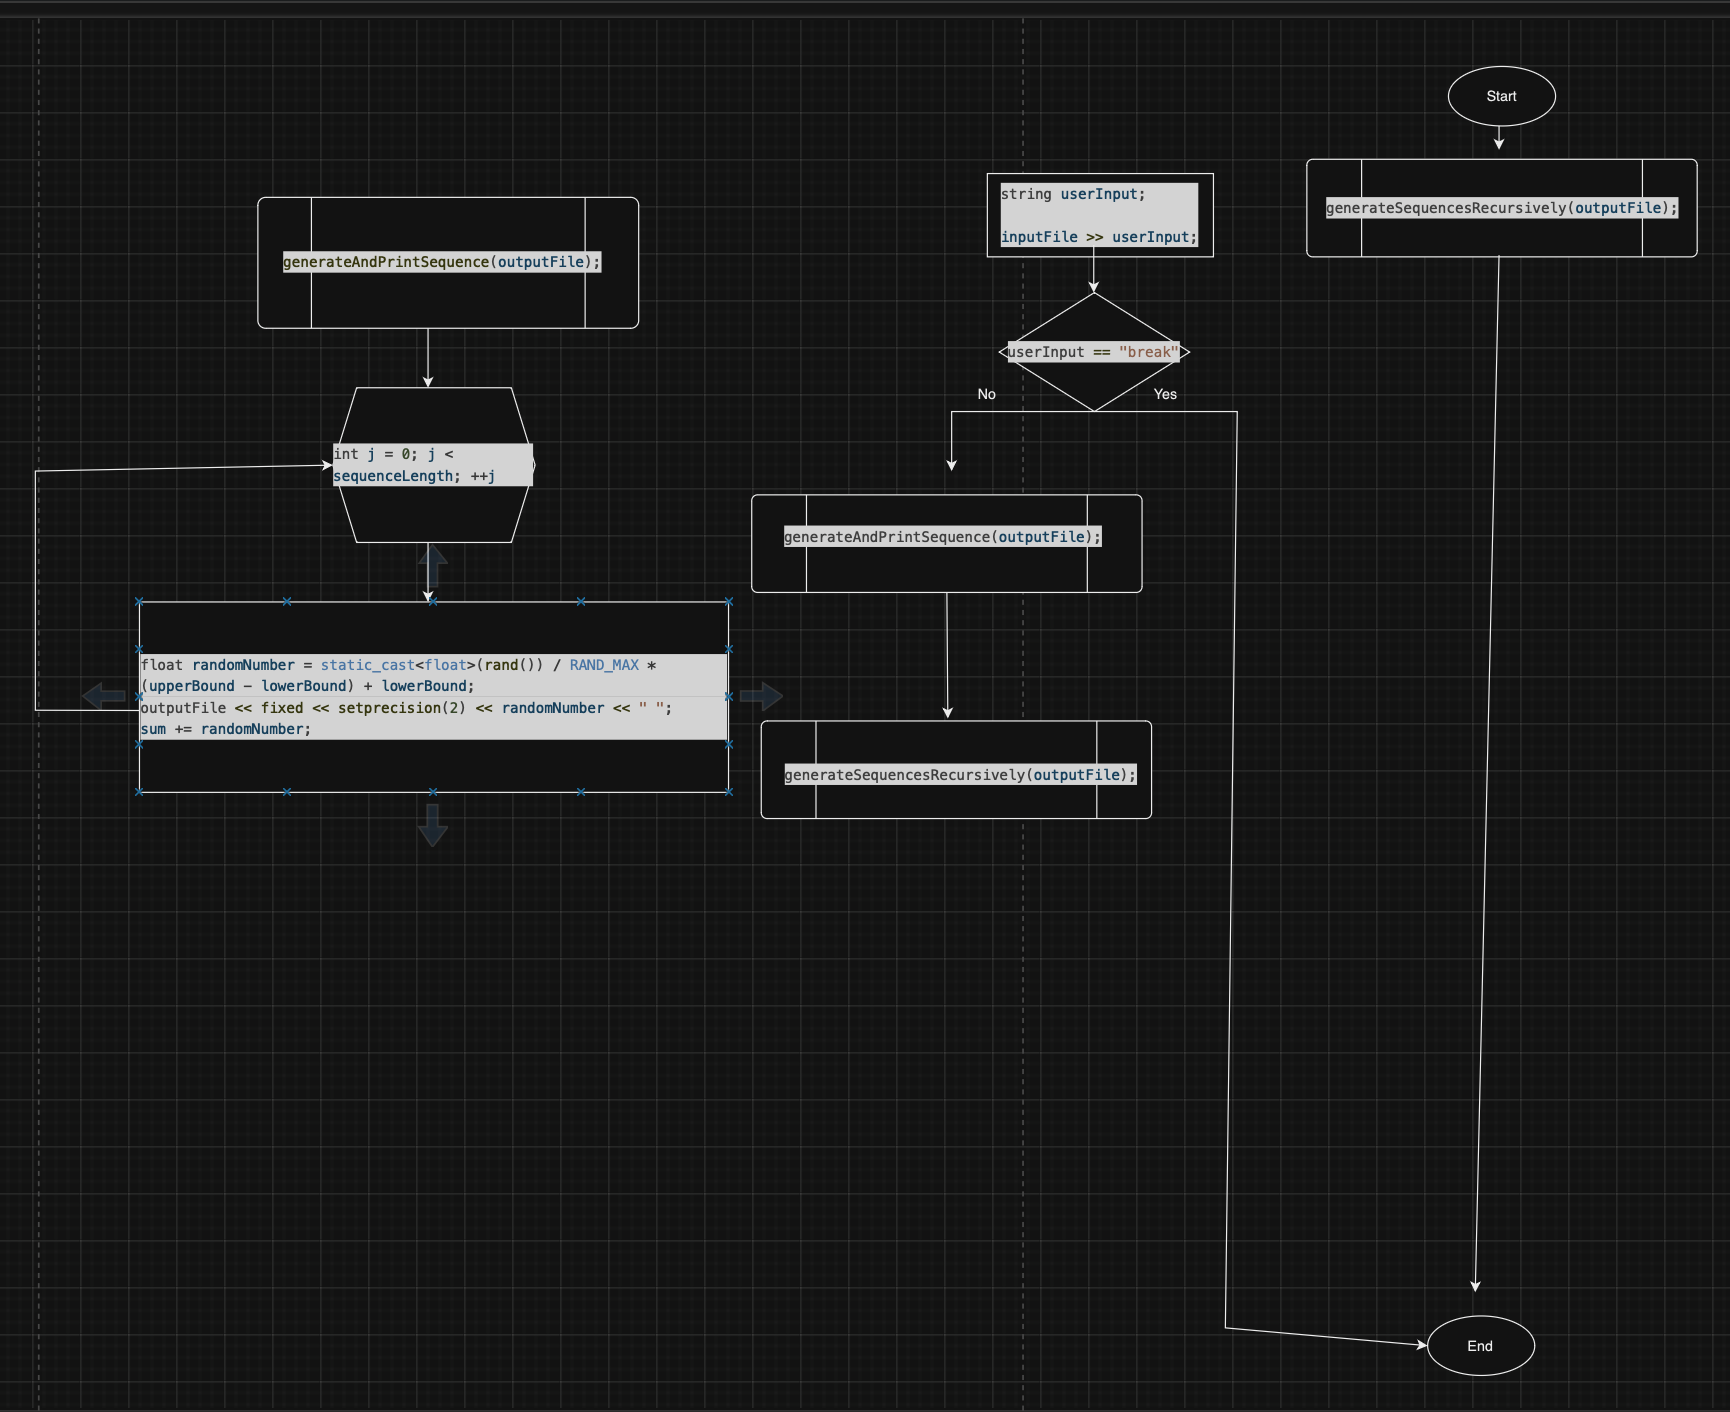 Start
generateSequencesRecursively(outputFile);
string userInput;
inputFile >> userInput;
userInput == "break"
No
Yes
generateAndPrintSequence(outputFile);
generateSequencesRecursively(outputFile);
generateAndPrintSequence(outputFile);
int j = 0; j <
sequenceLength; ++j
float randomNumber = static_cast<float>(rand()) / RAND_MAX *
(upperBound - lowerBound) + lowerBound;
outputFile << fixed << setprecision(2) << randomNumber << " ";
sum += randomNumber;
End